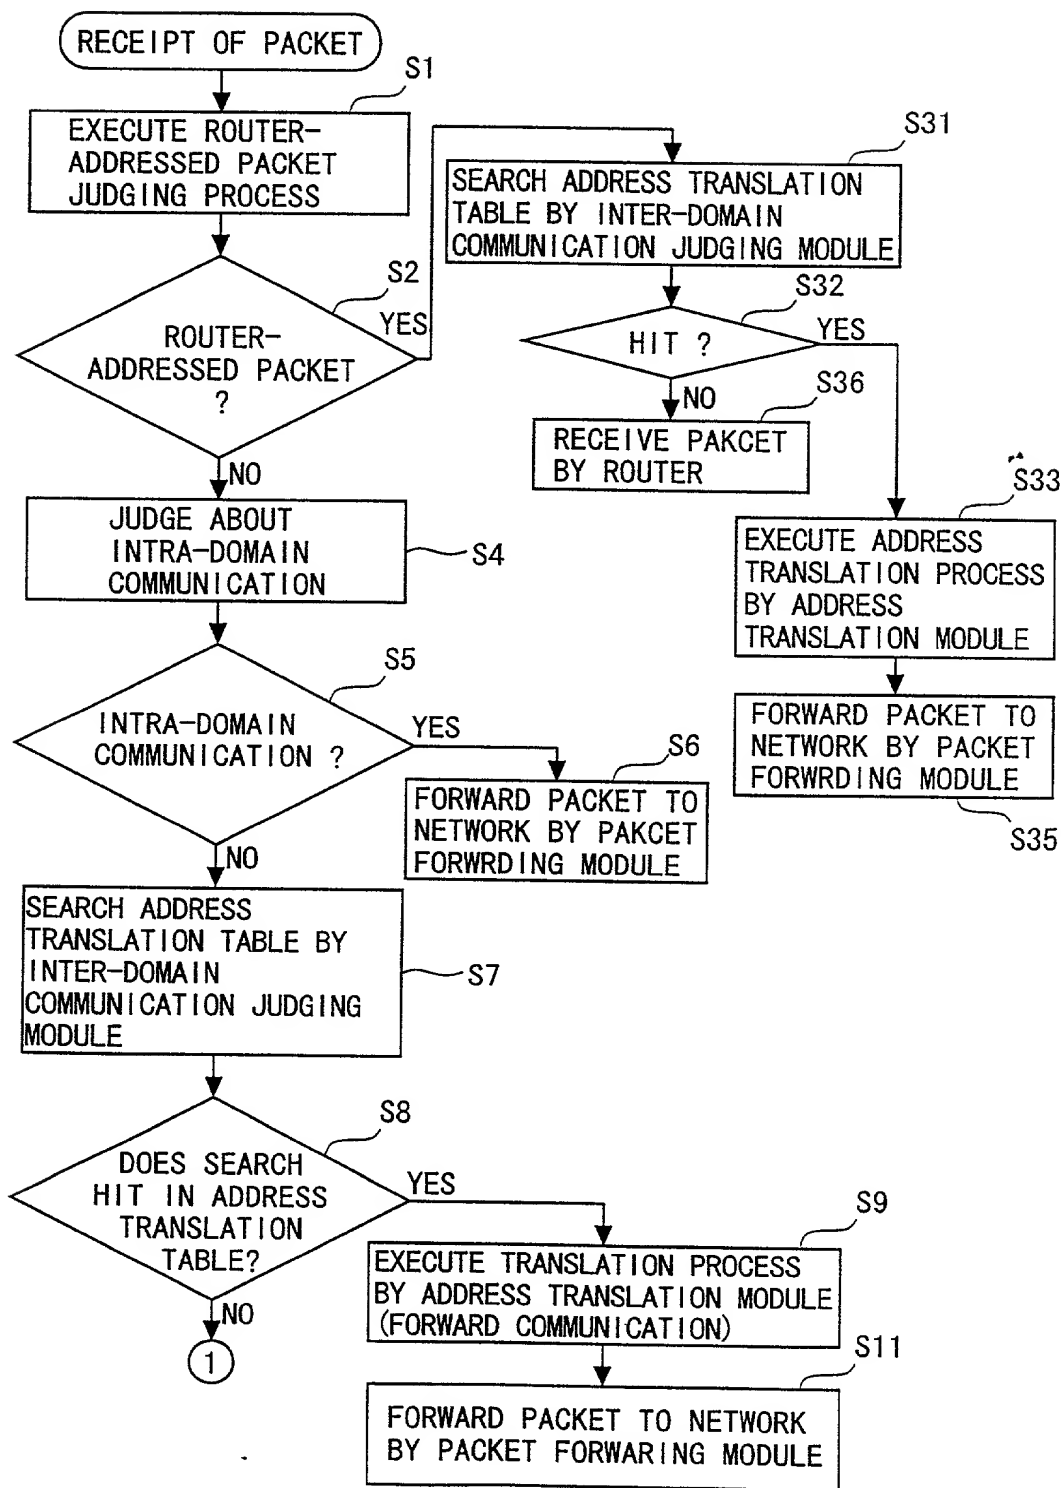 RECEIPT OF PACKET
S1
EXECUTE ROUTER-
ADDRESSED PACKET
JUDGING PROCESS
S2
ROUTER-
ADDRESSED PACKET
?
YES
NO
S31
SEARCH ADDRESS TRANSLATION
TABLE BY INTER-DOMAIN
COMMUNICATION JUDGING MODULE
S32
HIT ?
YES
NO
S36
RECEIVE PAKCET
BY ROUTER
S33
EXECUTE ADDRESS
TRANSLATION PROCESS
BY ADDRESS
TRANSLATION MODULE
FORWARD PACKET TO
NETWORK BY PACKET
FORWRDING MODULE
S35
JUDGE ABOUT
INTRA-DOMAIN
COMMUNICATION
S4
S5
INTRA-DOMAIN
COMMUNICATION ?
YES
NO
S6
FORWARD PACKET TO
NETWORK BY PAKCET
FORWRDING MODULE
SEARCH ADDRESS
TRANSLATION TABLE BY
INTER-DOMAIN
COMMUNICATION JUDGING
MODULE
S7
S8
DOES SEARCH
HIT IN ADDRESS
TRANSLATION
TABLE?
YES
NO
1
S9
EXECUTE TRANSLATION PROCESS
BY ADDRESS TRANSLATION MODULE
(FORWARD COMMUNICATION)
S11
FORWARD PACKET TO NETWORK
BY PACKET FORWARING MODULE